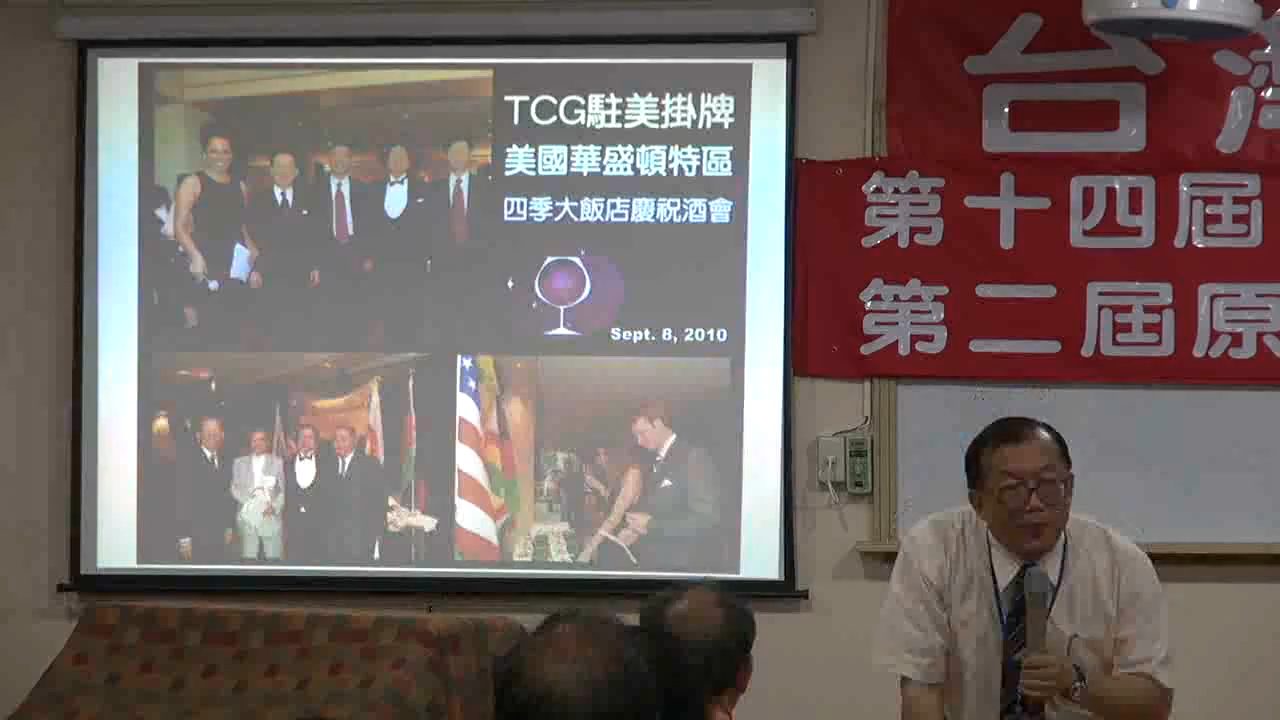 TCG駐美掛牌
美國華盛頓特區
四季大飯店慶祝酒會
Sept. 8, 2010
台灣
第十四屆
第二屆原